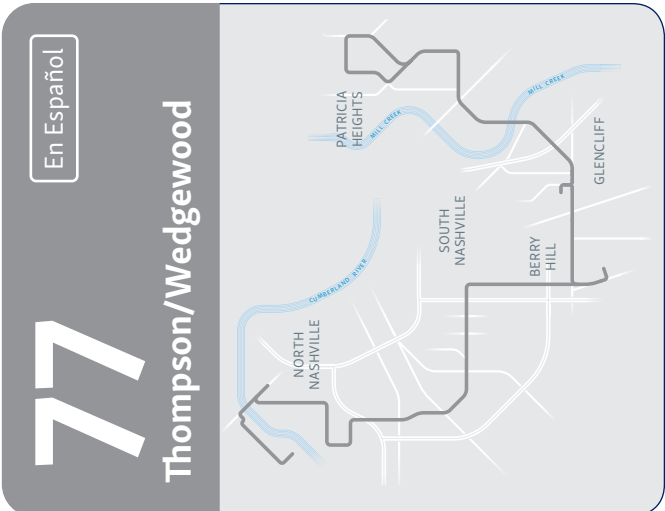 77
Thompson/Wedgewood
En Español
NORTH
NASHVILLE
CUMBERLAND RIVER
SOUTH
NASHVILLE
BERRY
HILL
PATRICIA
HEIGHTS
MILL CREEK
MILL CREEK
GLENCLIFF